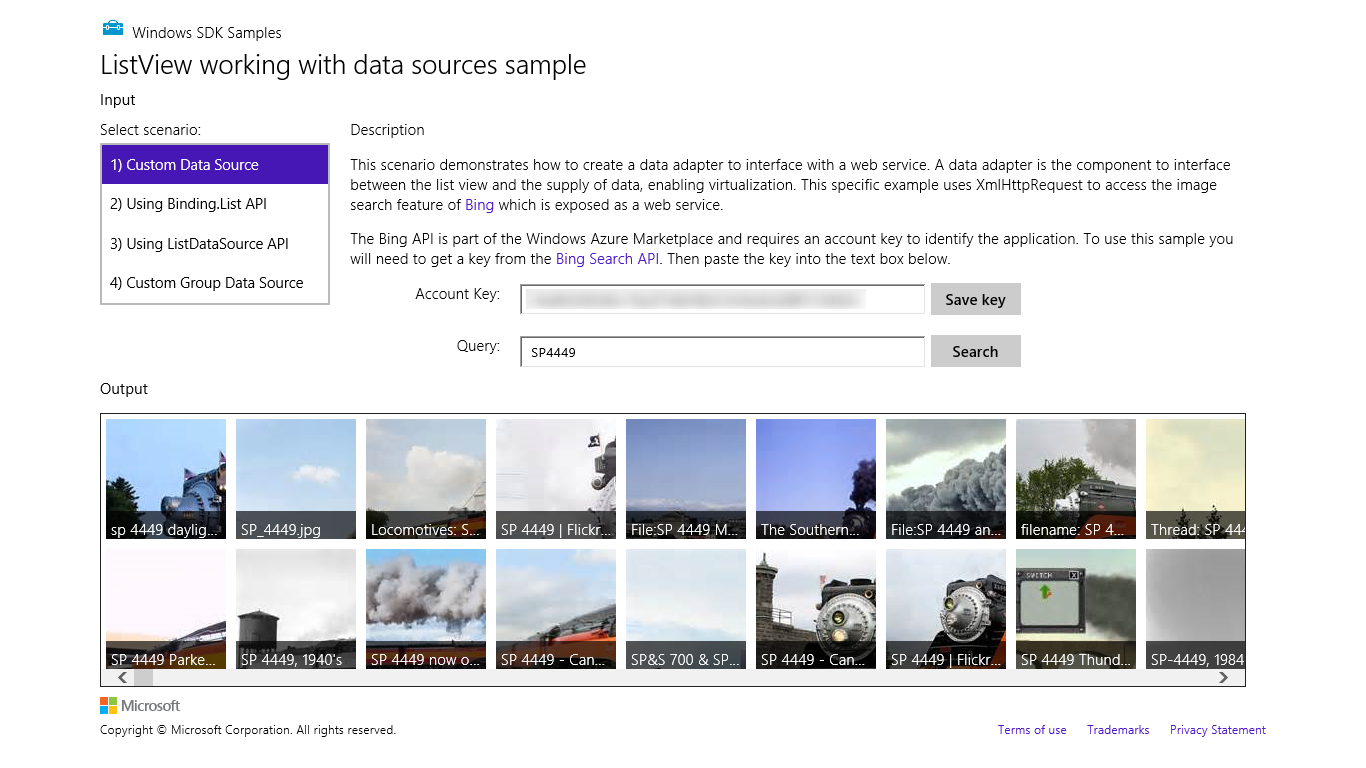 Windows SDK Samples
ListView working with data sources sample
Input
Select scenario:
1) Custom Data Source
2) Using Binding.List API
3) Using ListDataSource API
4) Custom Group Data Source
Description
This scenario demonstrates how to create a data adapter to interface with a web service. A data adapter is the component to interface
between the list view and the supply of data, enabling virtualization. This specific example uses XmlHttpRequest to access the image
search feature of Bing which is exposed as a web service.
The Bing API is part of the Windows Azure Marketplace and requires an account key to identify the application. To use this sample you
will need to get a key from the Bing Search API. Then paste the key into the text box below.
Account Key:
Save key
Query:
SP4449
Search
Output
sp 4449 daylig...
SP_4449.jpg
Locomotives: S...
SP 4449 | Flickr...
File:SP 4449 M...
The Southern...
File:SP 4449 an...
filename: SP 4...
Thread: SP 444
SP 4449 Parke...
SP 4449, 1940's
SP 4449 now o...
SP 4449 - Can...
SP&S 700 & SP...
SP 4449 - Can...
SP 4449 | Flickr...
SWITCH X
SP 4449 Thund...
SP-4449, 1984
Microsoft
Copyright © Microsoft Corporation. All rights reserved.
Terms of use
Trademarks
Privacy Statement